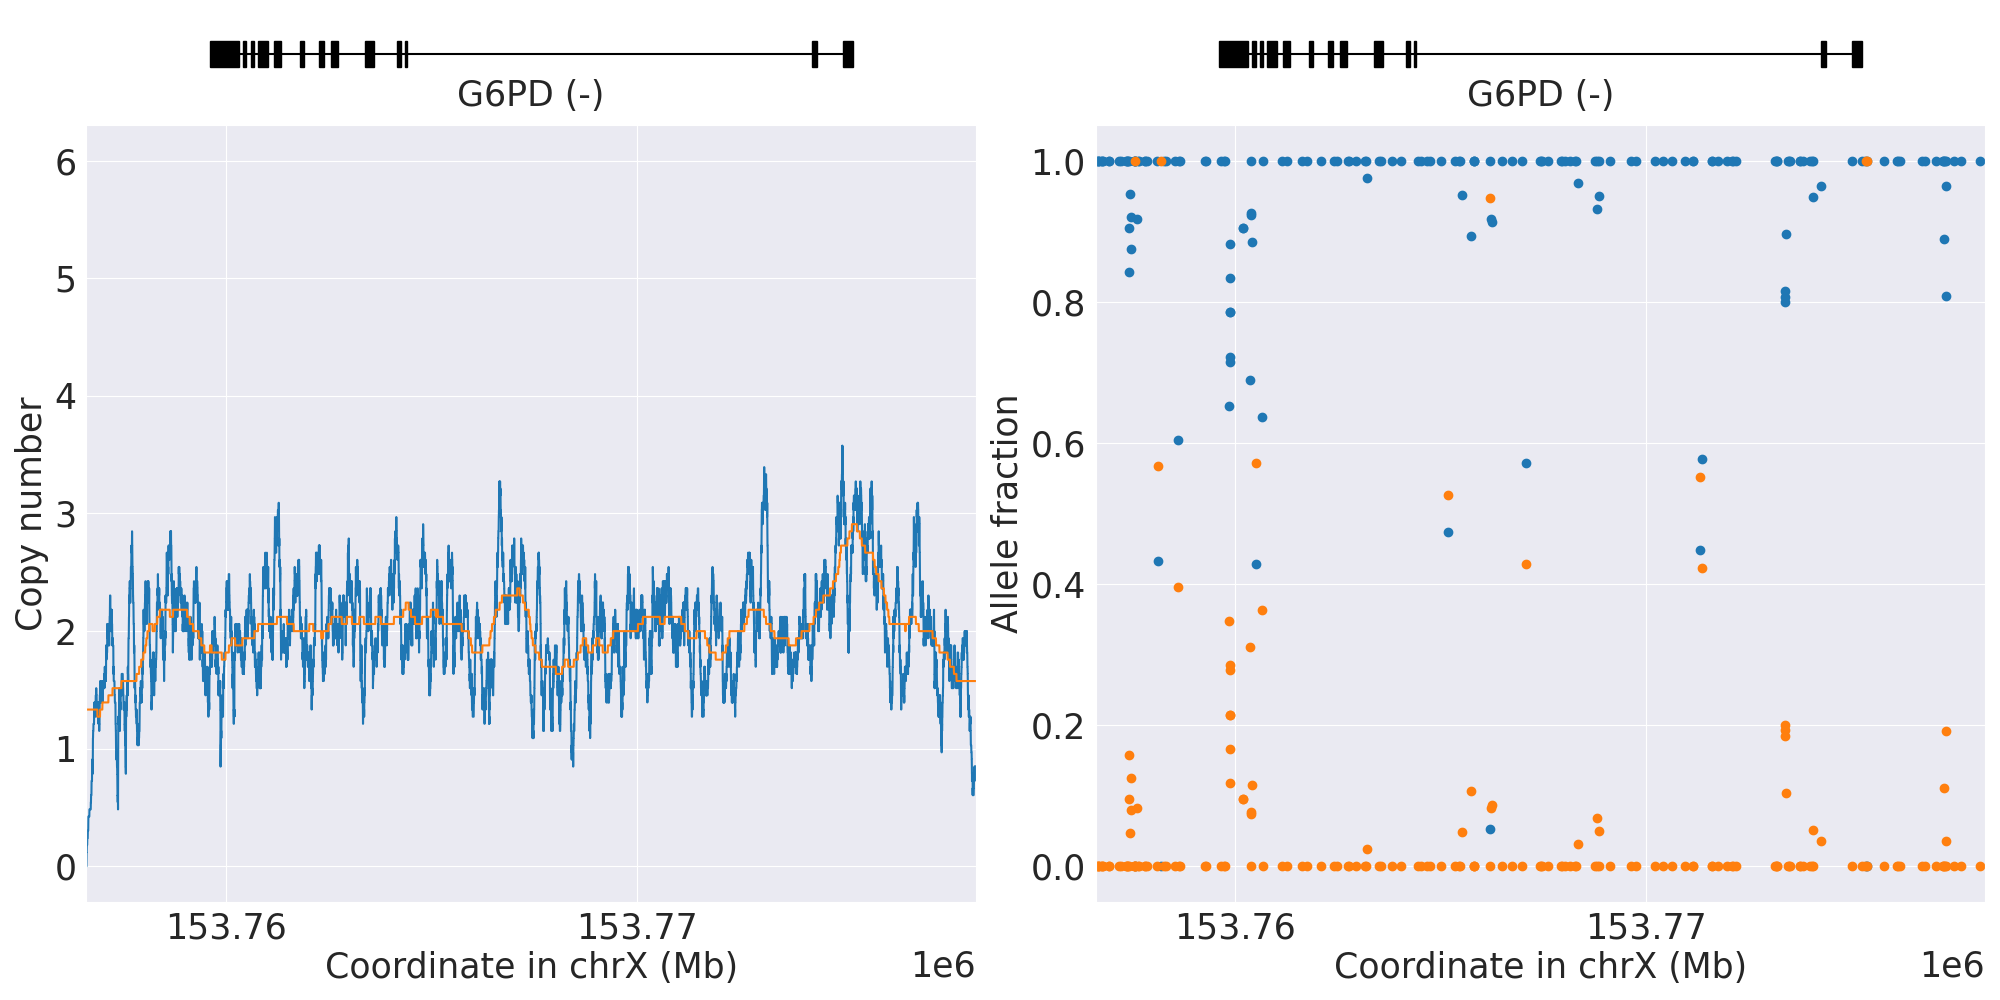 G6PD (-)
G6PD (-)
Copy number
6
5
4
3
2
1
0
153.76
153.77
Coordinate in chrX (Mb)
1e6
Allele fraction
1.0
0.8
0.6
0.4
0.2
0.0
153.76
153.77
Coordinate in chrX (Mb)
1e6